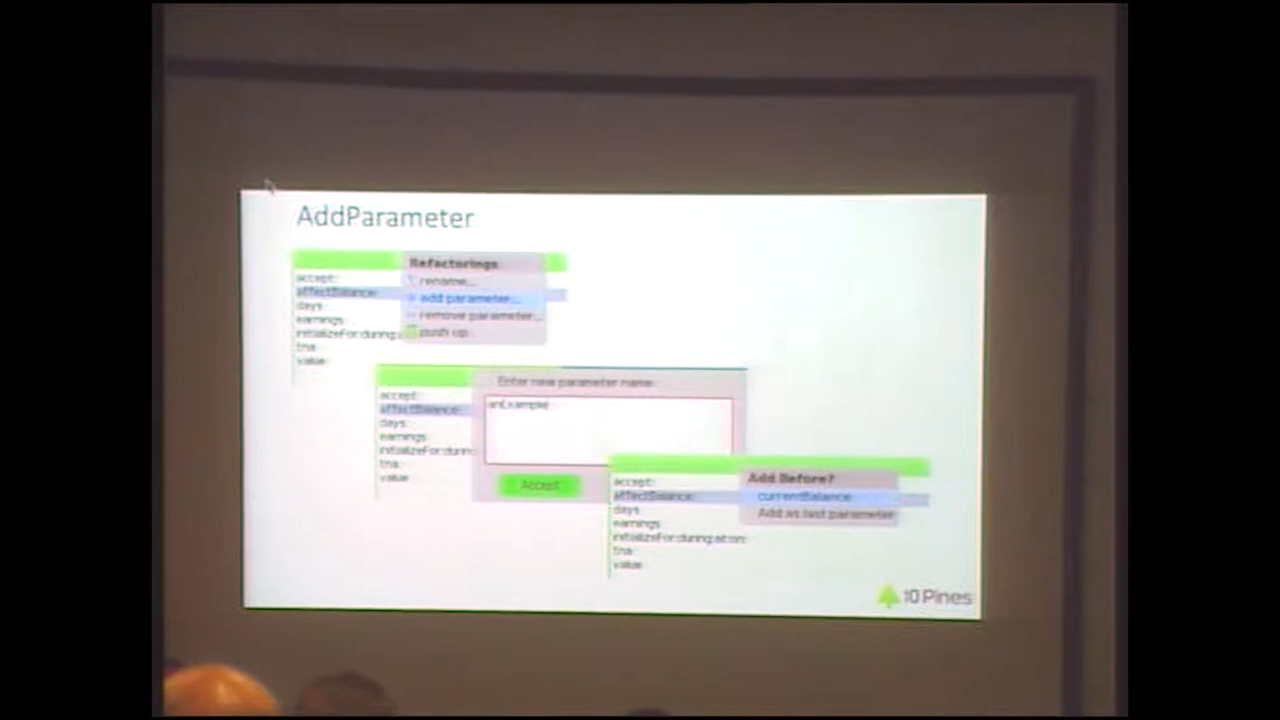 AddParameter
Refactorings
accept:
rename...
affectBalance:
add parameter...
days:
remove parameter...
earnings:
initializeFor:during:
push up
tna:
value:
Enter new parameter name:
accept:
anExample
affectBalance:
days:
earnings:
initializeFor:during
tna:
value:
Accept
Add Before?
accept:
currentBalance
affectBalance:
Add as last parameter
days:
earnings:
initializeFor:during:at:on:
tna:
value:
10 Pines